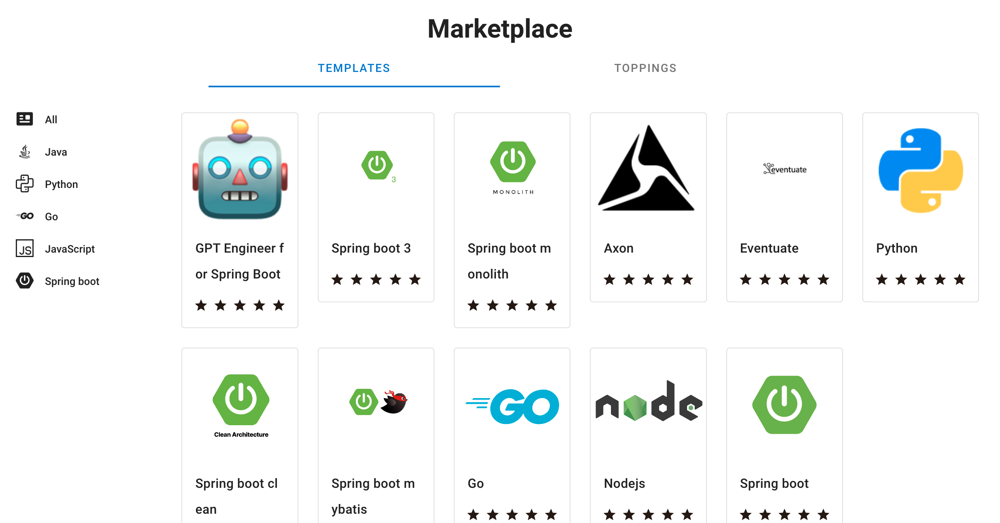 Marketplace
TEMPLATES
TOPPINGS
All
Java
Python
Go
JavaScript
Spring boot
GPT Engineer f
or Spring Boot
3
Spring boot 3
MONOLITH
Spring boot m
onolith
Axon
eventuate
Eventuate
Python
Clean Architecture
Spring boot cl
ean
Spring boot m
ybatis
GO
Go
node
Nodejs
Spring boot
GO
JS